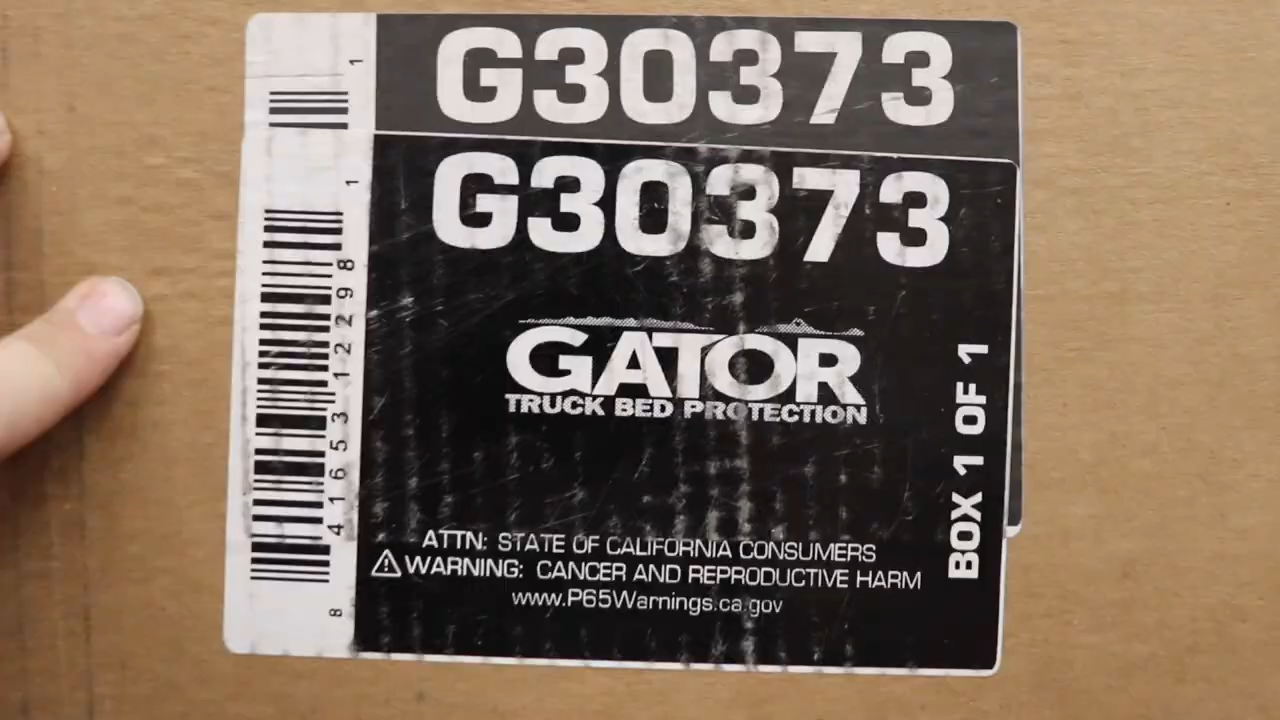 G30373
1
G30373
GATOR
TRUCK BED PROTECTION
BOX 1 OF 1
ATTN: STATE OF CALIFORNIA CONSUMERS
⚠ WARNING: CANCER AND REPRODUCTIVE HARM
www.P65Warnings.ca.gov
8 41653 12298 1